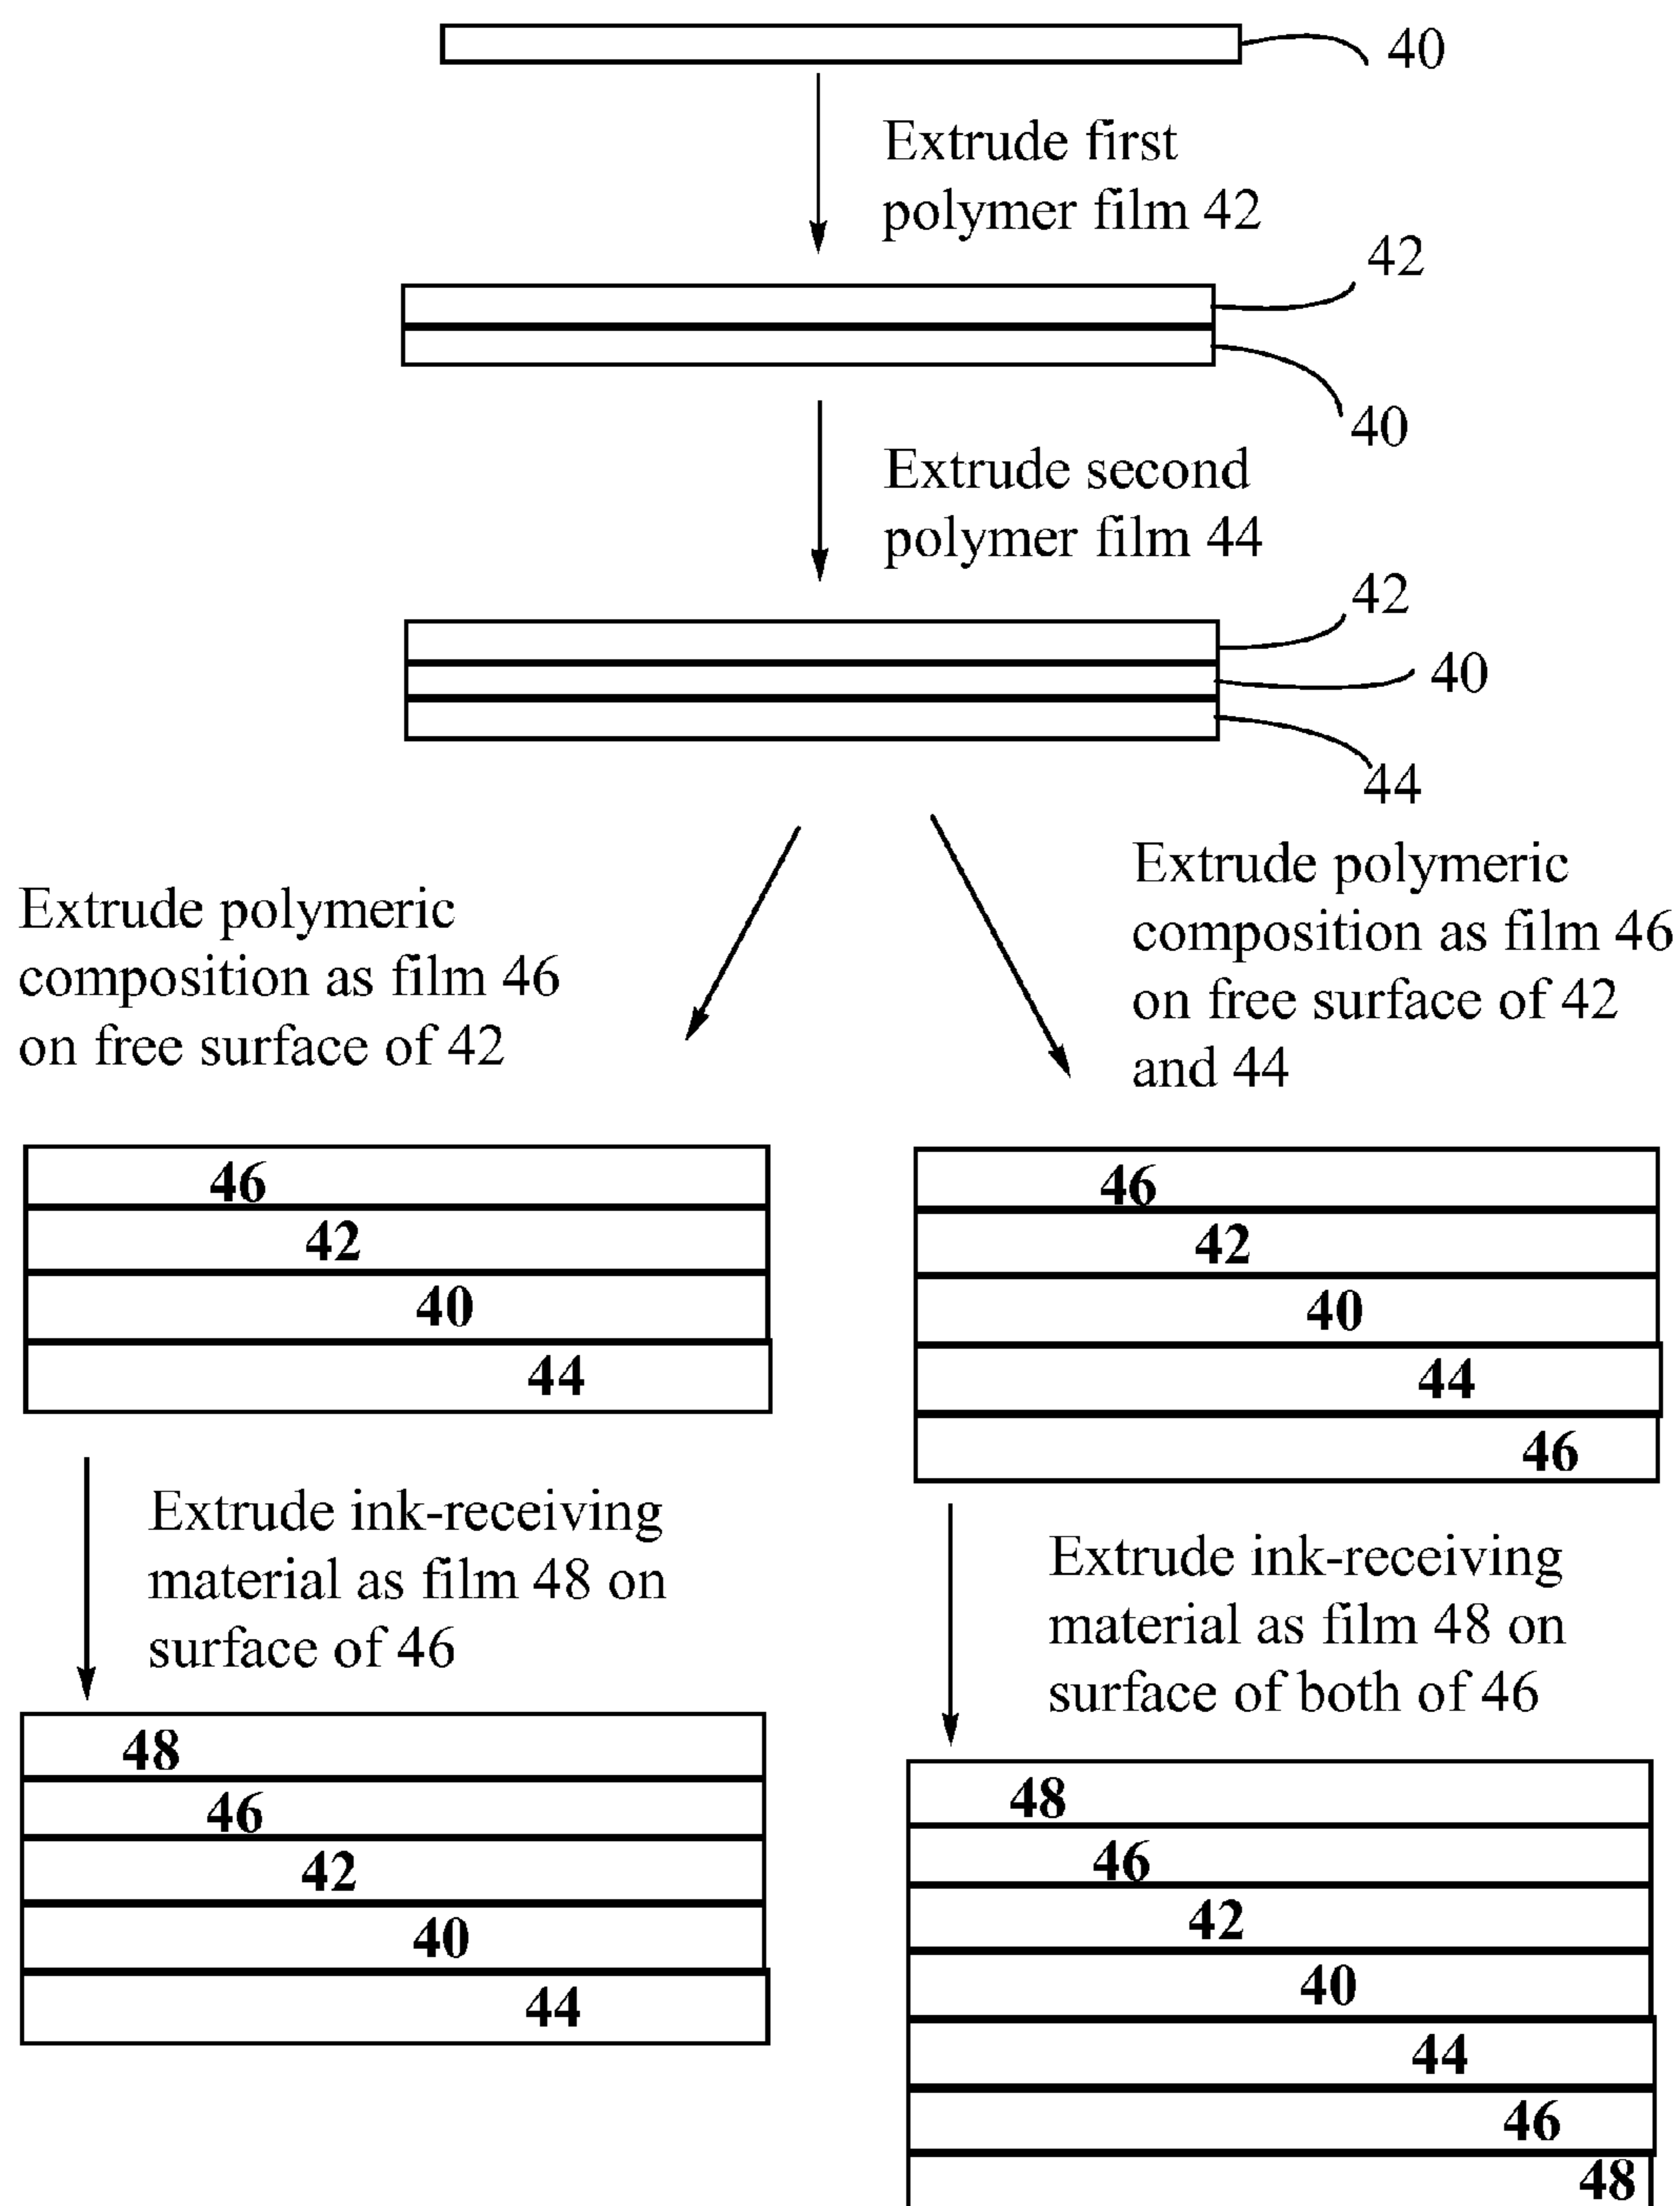 40
Extrude first
polymer film 42
42
40
Extrude second
polymer film 44
42
40
44
Extrude polymeric
composition as film 46
on free surface of 42
Extrude polymeric
composition as film 46
on free surface of 42
and 44
46
42
40
44
46
42
40
44
46
Extrude ink-receiving
material as film 48 on
surface of 46
Extrude ink-receiving
material as film 48 on
surface of both of 46
48
46
42
40
44
48
46
42
40
44
46
48